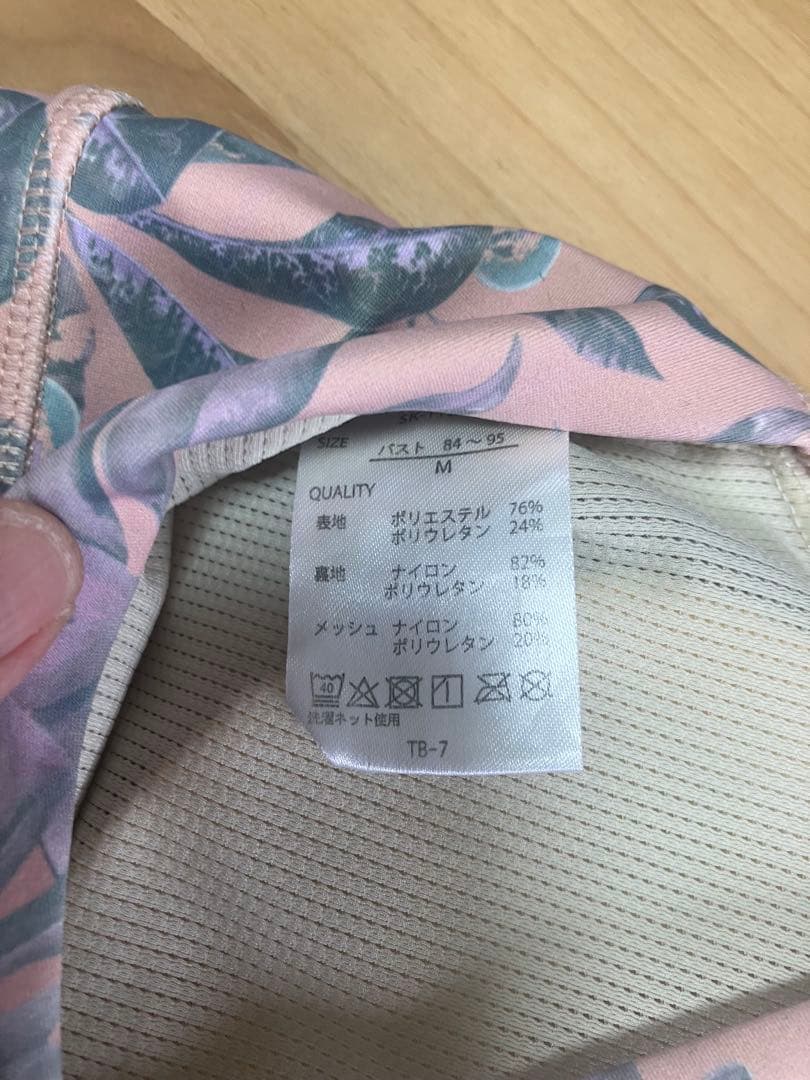 SIZE バスト 84～95
M
QUALITY
表地 ポリエステル 76%
ポリウレタン 24%
裏地 ナイロン 82%
ポリウレタン 18%
メッシュ ナイロン 80%
ポリウレタン 20%
40
洗濯ネット使用
TB-7